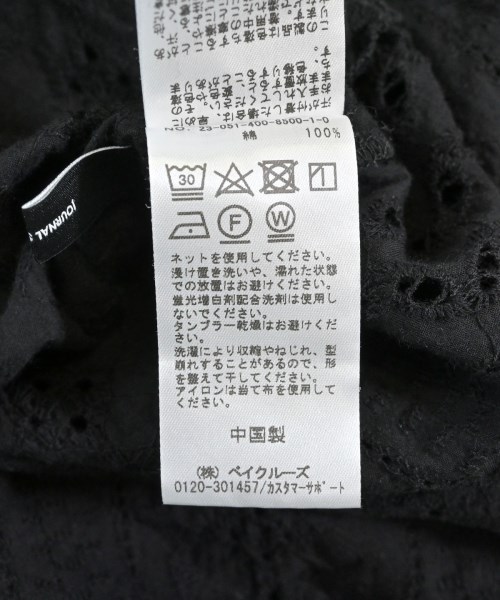 No. 23-051-400-8500-1-0
綿 100%
30
F W
ネットを使用してください。
浸け置き洗いや、濡れた状態
での放置はお避けください。
蛍光増白剤配合洗剤は使用し
ないでください。
タンブラー乾燥はお避けくださ
い。
洗濯により収縮やねじれ、型
崩れすることがあるので、形
を整えて干してください。
アイロンは当て布を使用して
ください。
中国製
(株) ベイクルーズ
0120-301457/カスタマーサポート
JOURNAL